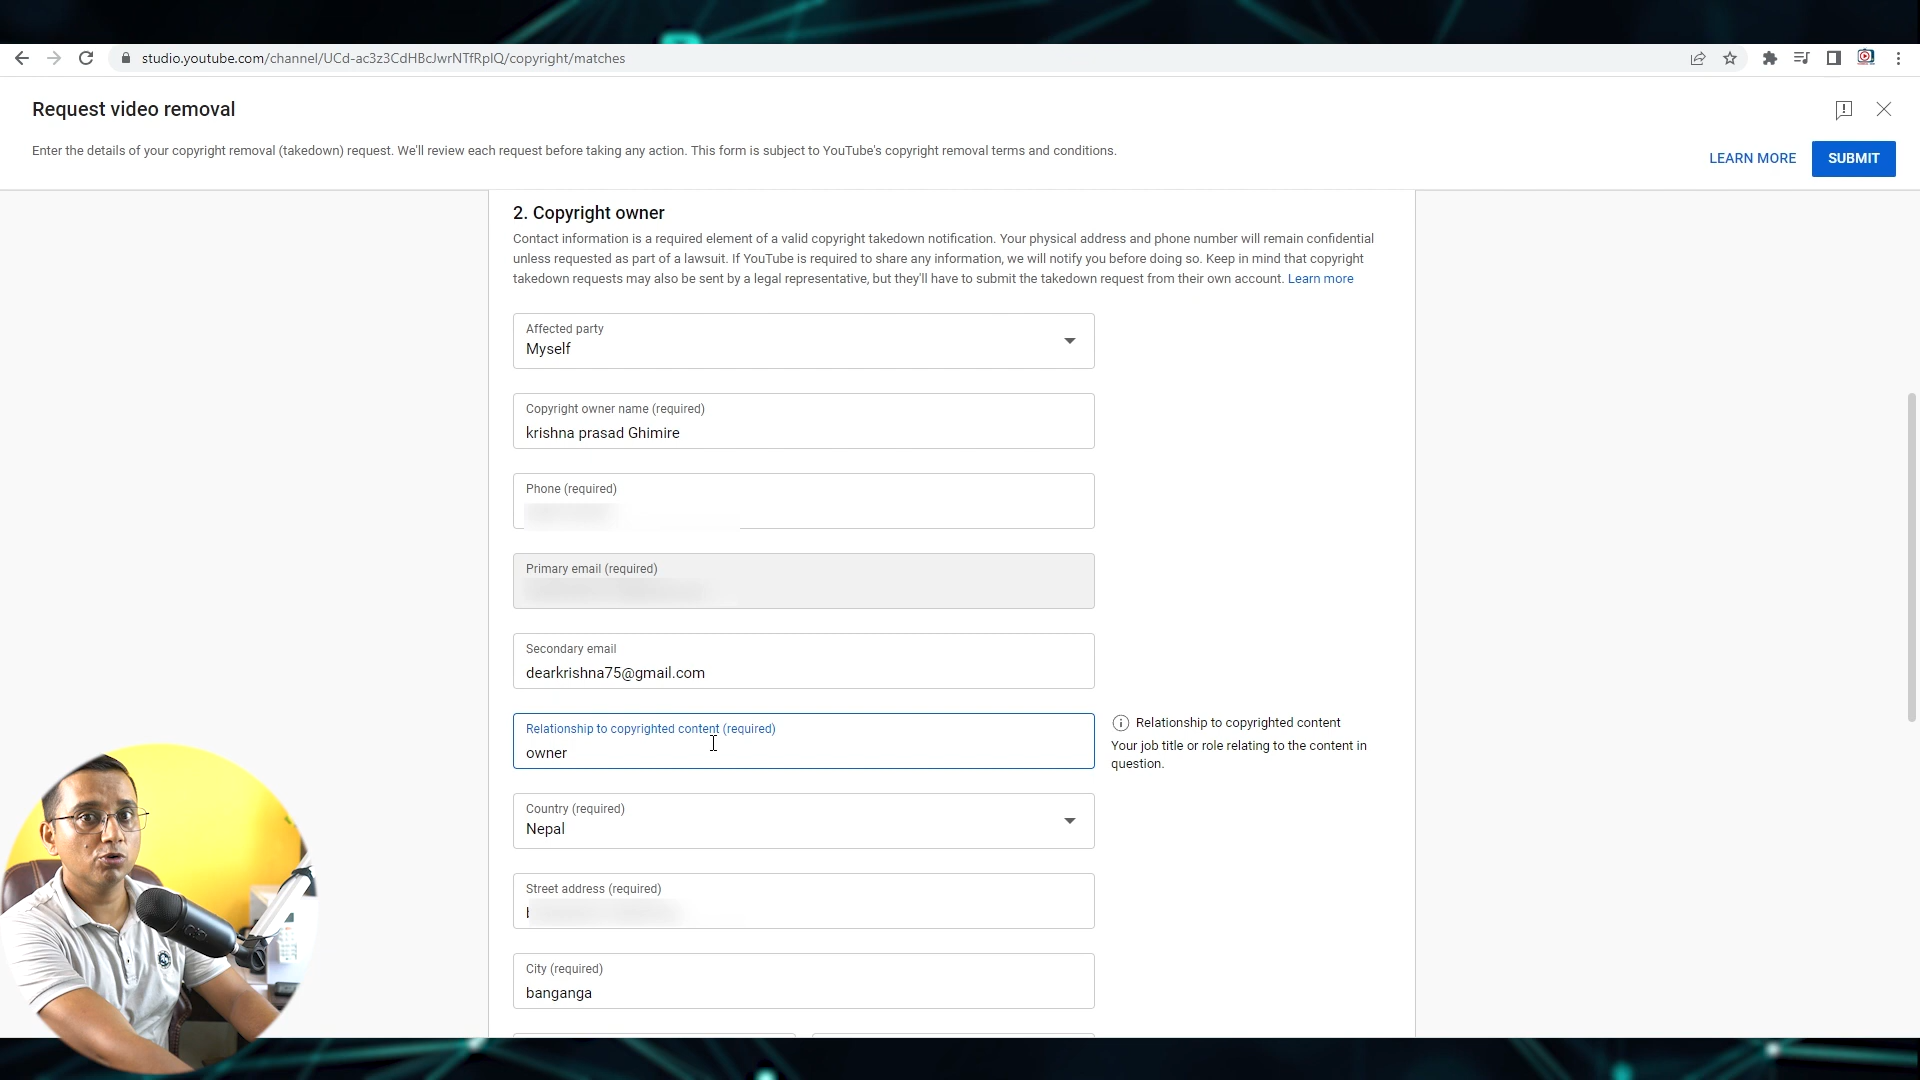 studio.youtube.com/channel/UCd-ac3z3CdHBcJwrNTfRplQ/copyright/matches
Request video removal
Enter the details of your copyright removal (takedown) request. We'll review each request before taking any action. This form is subject to YouTube's copyright removal terms and conditions.
LEARN MORE
SUBMIT
2. Copyright owner
Contact information is a required element of a valid copyright takedown notification. Your physical address and phone number will remain confidential
unless requested as part of a lawsuit. If YouTube is required to share any information, we will notify you before doing so. Keep in mind that copyright
takedown requests may also be sent by a legal representative, but they'll have to submit the takedown request from their own account. Learn more
Affected party
Myself
Copyright owner name (required)
krishna prasad Ghimire
Phone (required)
Primary email (required)
Secondary email
dearkrishna75@gmail.com
Relationship to copyrighted content (required)
owner
Relationship to copyrighted content
Your job title or role relating to the content in
question.
Country (required)
Nepal
Street address (required)
City (required)
banganga